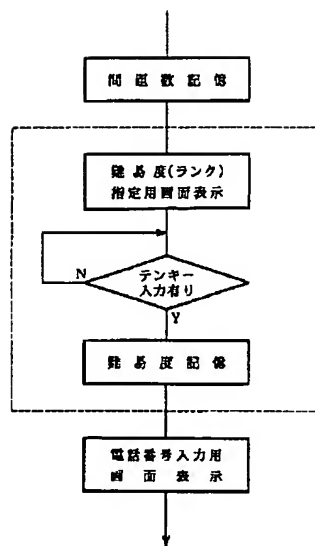 問題数記憶
難易度(ランク)
指定用画面表示
テンキー
入力有り
N
Y
難易度記憶
電話番号入力用
画面表示